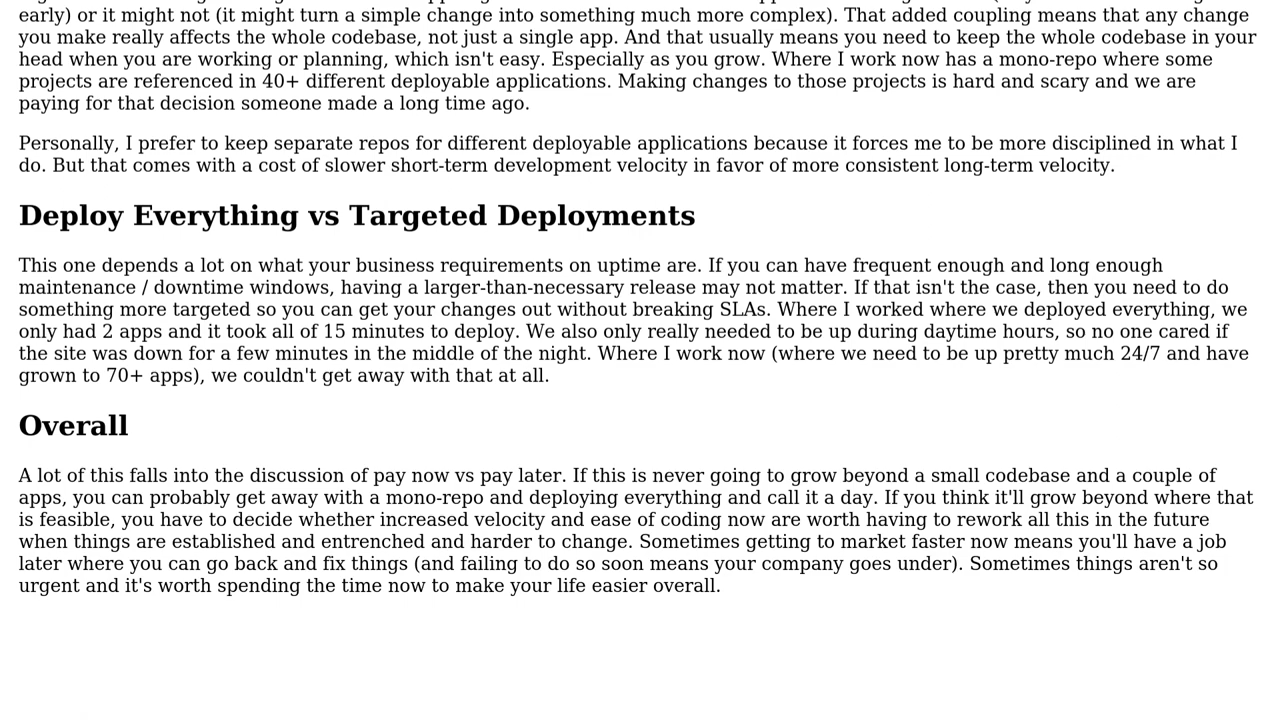 early) or it might not (it might turn a simple change into something much more complex). That added coupling means that any change
you make really affects the whole codebase, not just a single app. And that usually means you need to keep the whole codebase in your
head when you are working or planning, which isn't easy. Especially as you grow. Where I work now has a mono-repo where some
projects are referenced in 40+ different deployable applications. Making changes to those projects is hard and scary and we are
paying for that decision someone made a long time ago.
Personally, I prefer to keep separate repos for different deployable applications because it forces me to be more disciplined in what I
do. But that comes with a cost of slower short-term development velocity in favor of more consistent long-term velocity.
Deploy Everything vs Targeted Deployments
This one depends a lot on what your business requirements on uptime are. If you can have frequent enough and long enough
maintenance / downtime windows, having a larger-than-necessary release may not matter. If that isn't the case, then you need to do
something more targeted so you can get your changes out without breaking SLAs. Where I worked where we deployed everything, we
only had 2 apps and it took all of 15 minutes to deploy. We also only really needed to be up during daytime hours, so no one cared if
the site was down for a few minutes in the middle of the night. Where I work now (where we need to be up pretty much 24/7 and have
grown to 70+ apps), we couldn't get away with that at all.
Overall
A lot of this falls into the discussion of pay now vs pay later. If this is never going to grow beyond a small codebase and a couple of
apps, you can probably get away with a mono-repo and deploying everything and call it a day. If you think it'll grow beyond where that
is feasible, you have to decide whether increased velocity and ease of coding now are worth having to rework all this in the future
when things are established and entrenched and harder to change. Sometimes getting to market faster now means you'll have a job
later where you can go back and fix things (and failing to do so soon means your company goes under). Sometimes things aren't so
urgent and it's worth spending the time now to make your life easier overall.